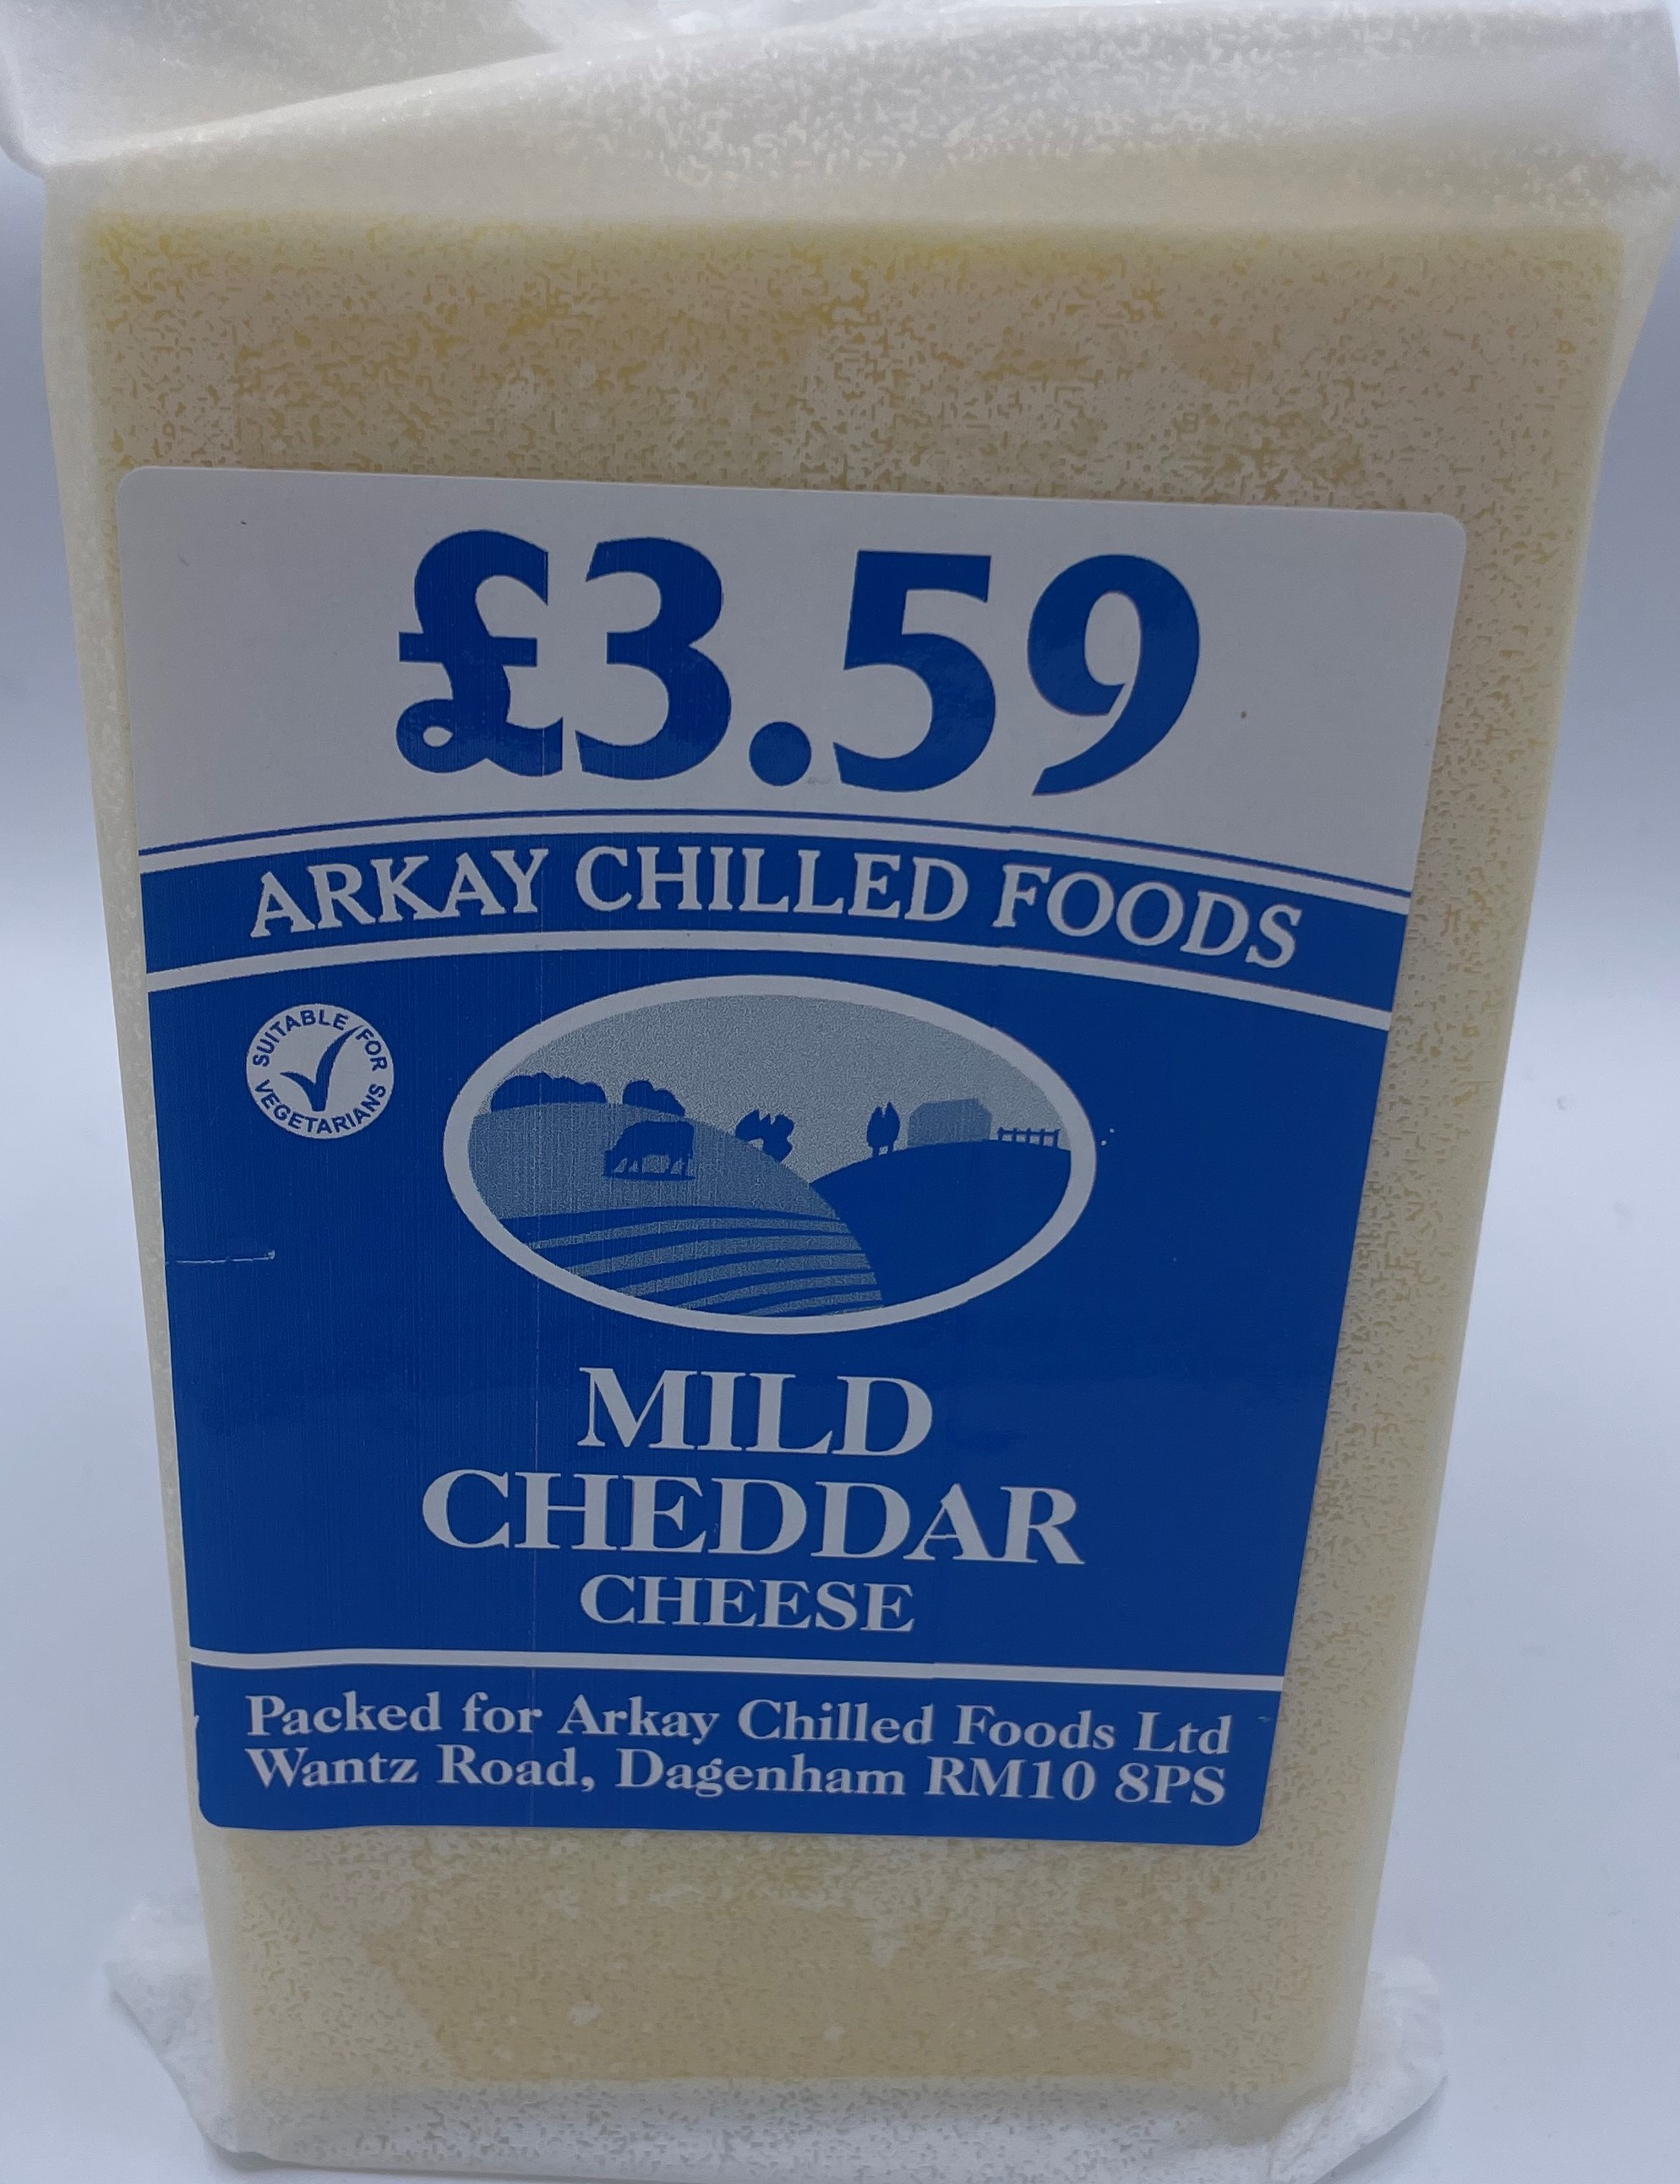 £3.59
ARKAY CHILLED FOODS
SUITABLE FOR
VEGETARIANS
MILD
CHEDDAR
CHEESE
Packed for Arkay Chilled Foods Ltd
Wantz Road, Dagenham RM10 8PS